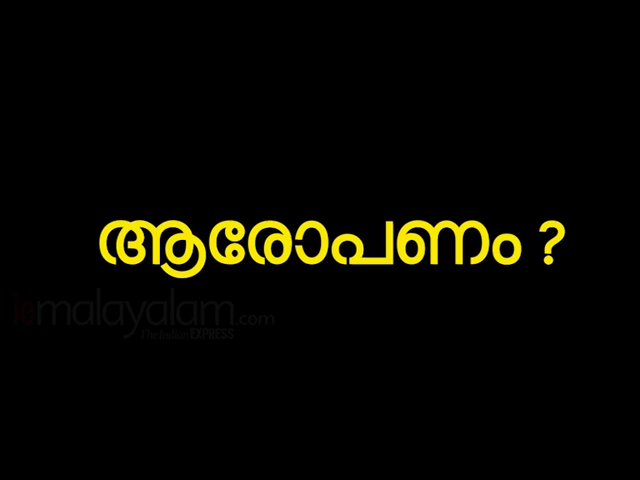 ആരോപണം ?
iemalayalam.com
The Indian EXPRESS